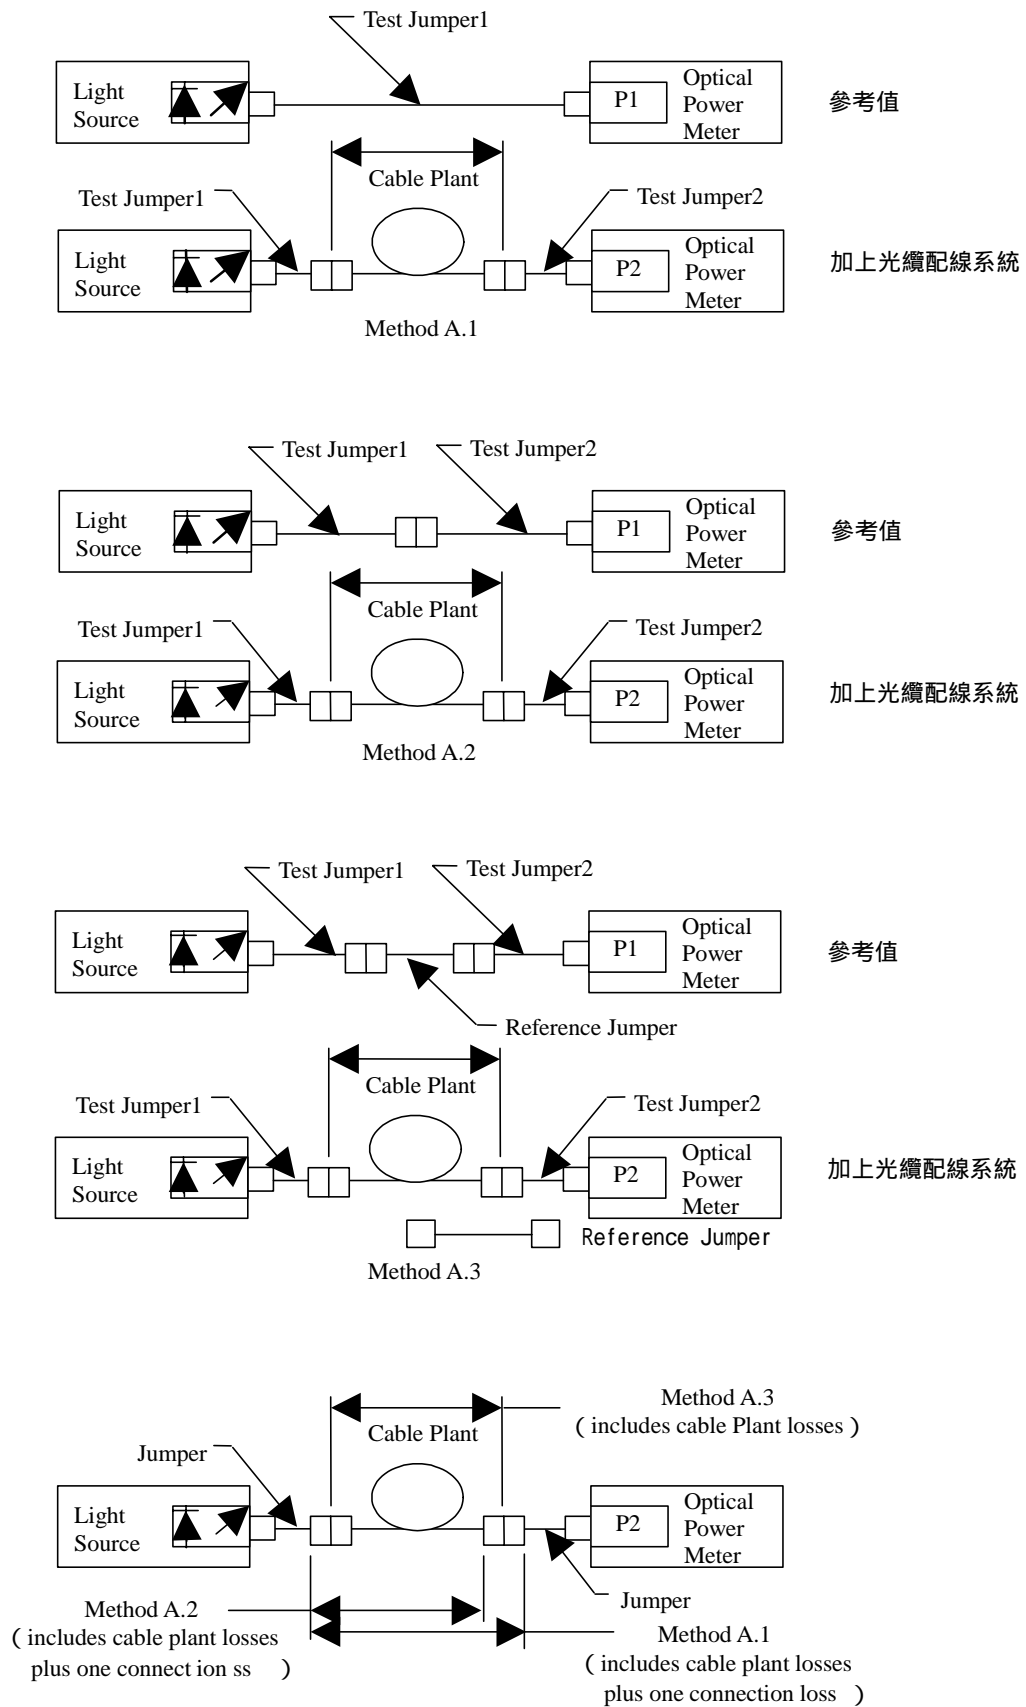 Test Jumper1
Light
Source
P1
Optical
Power
Meter
參考值
Cable Plant
Test Jumper1
Test Jumper2
Light
Source
P2
Optical
Power
Meter
加上光纜配線系統
Method A.1
Test Jumper1
Test Jumper2
Light
Source
P1
Optical
Power
Meter
參考值
Cable Plant
Test Jumper1
Test Jumper2
Light
Source
P2
Optical
Power
Meter
加上光纜配線系統
Method A.2
Test Jumper1
Test Jumper2
Light
Source
P1
Optical
Power
Meter
參考值
Reference Jumper
Cable Plant
Test Jumper1
Test Jumper2
Light
Source
P2
Optical
Power
Meter
加上光纜配線系統
Reference Jumper
Method A.3
Method A.3
( includes cable Plant losses )
Cable Plant
Jumper
Light
Source
P2
Optical
Power
Meter
Jumper
Method A.2
( includes cable plant losses
plus one connect ion ss )
Method A.1
( includes cable plant losses
plus one connection loss )